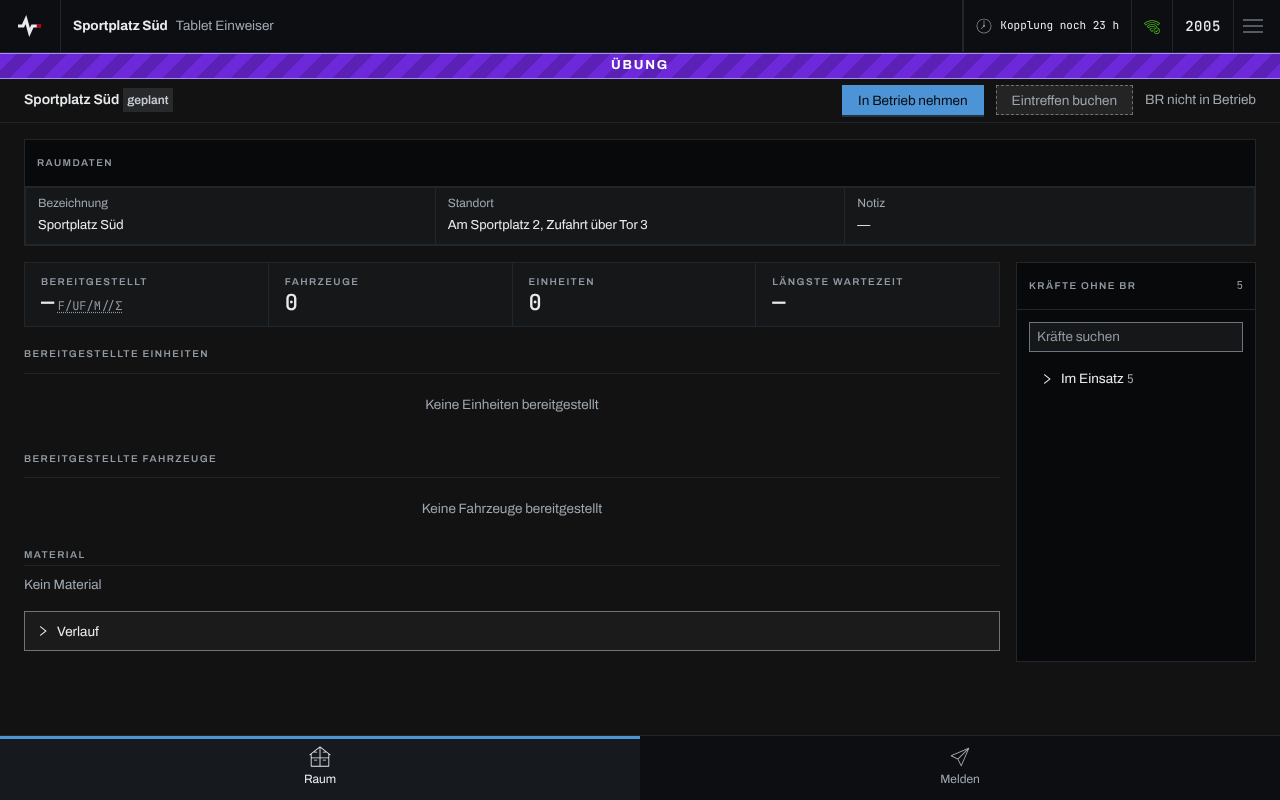 Sportplatz Süd Tablet Einweiser
Kopplung noch 23 h
2005
ÜBUNG
Sportplatz Süd geplant
In Betrieb nehmen
Eintreffen buchen
BR nicht in Betrieb
RAUMDATEN
Bezeichnung
Sportplatz Süd
Standort
Am Sportplatz 2, Zufahrt über Tor 3
Notiz
—
BEREITGESTELLT
— F/UF/M//Σ
FAHRZEUGE
0
EINHEITEN
0
LÄNGSTE WARTEZEIT
—
KRÄFTE OHNE BR 5
Kräfte suchen
Im Einsatz 5
BEREITGESTELLTE EINHEITEN
Keine Einheiten bereitgestellt
BEREITGESTELLTE FAHRZEUGE
Keine Fahrzeuge bereitgestellt
MATERIAL
Kein Material
Verlauf
Raum
Melden